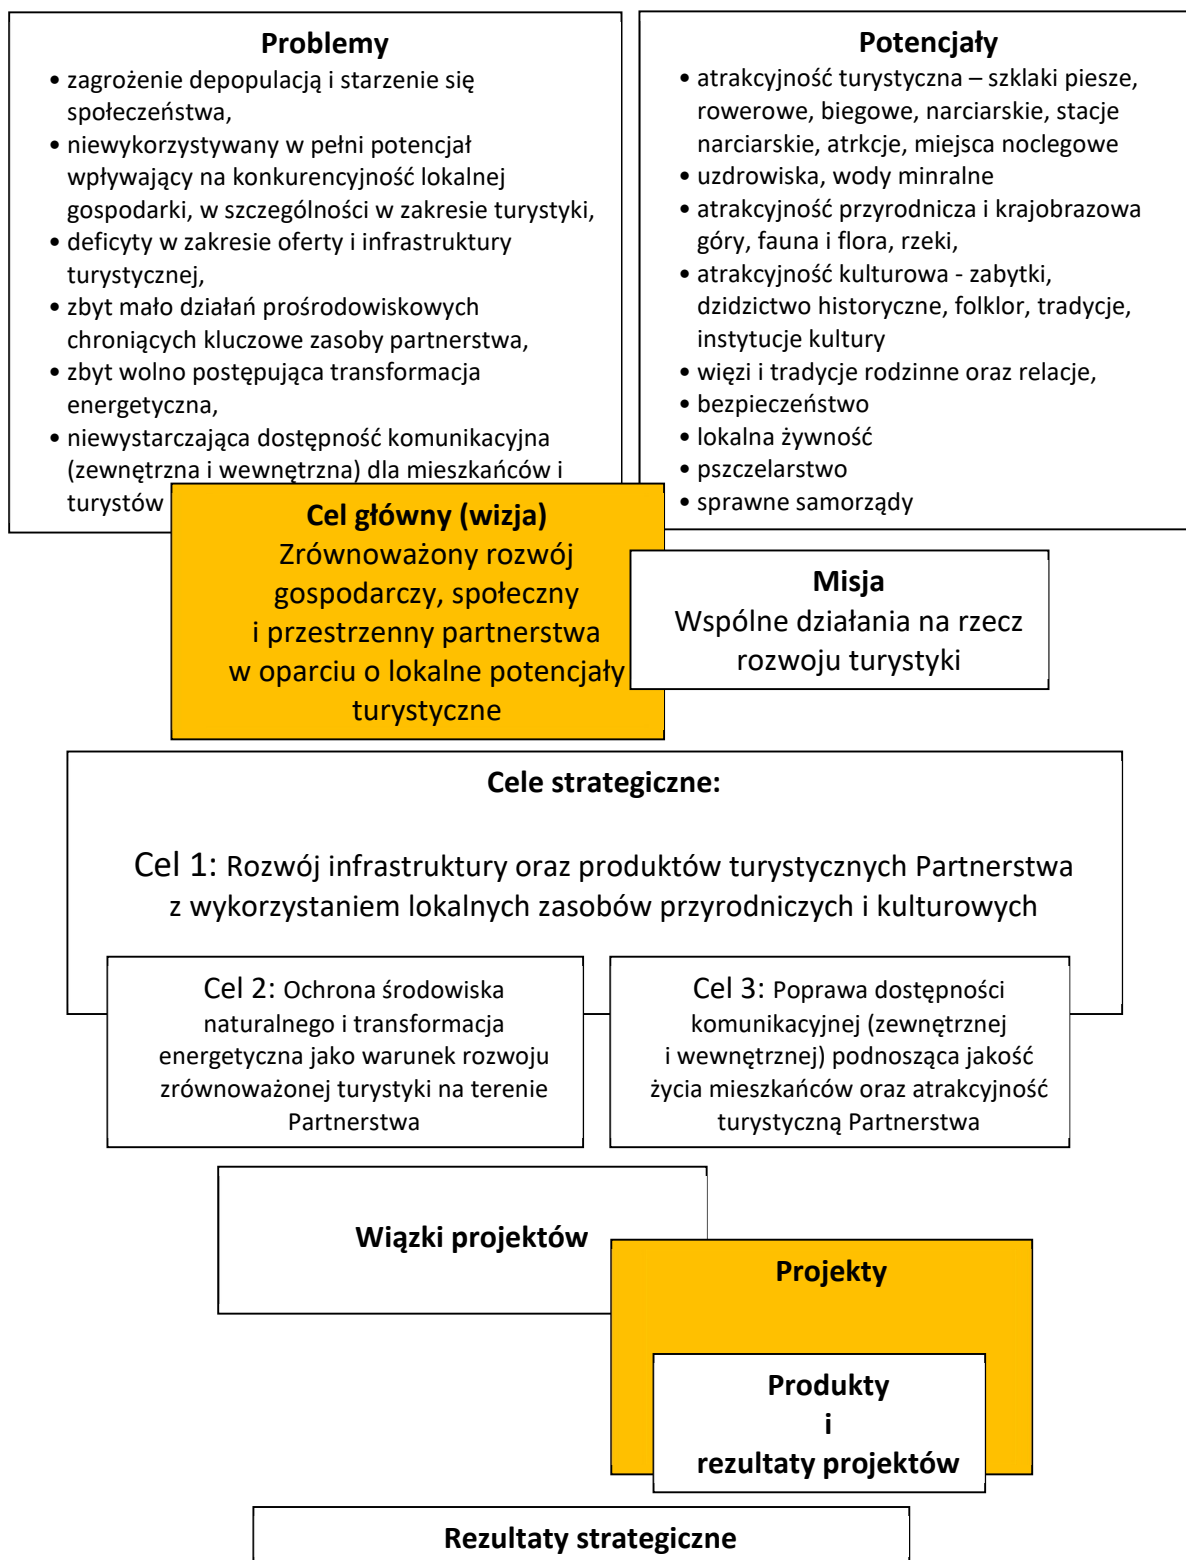 Problemy
• zagrożenie depopulacją i starzenie się
społeczeństwa,
• niewykorzystywany w pełni potencjał
wpływający na konkurencyjność lokalnej
gospodarki, w szczególności w zakresie turystyki,
• deficyty w zakresie oferty i infrastruktury
turystycznej,
• zbyt mało działań prośrodowiskowych
chroniących kluczowe zasoby partnerstwa,
• zbyt wolno postępująca transformacja
energetyczna,
• niewystarczająca dostępność komunikacyjna
(zewnętrzna i wewnętrzna) dla mieszkańców i
turystów
Potencjały
• atrakcyjność turystyczna – szklaki piesze,
rowerowe, biegowe, narciarskie, stacje
narciarskie, atrkcje, miejsca noclegowe
• uzdrowiska, wody minralne
• atrakcyjność przyrodnicza i krajobrazowa
góry, fauna i flora, rzeki,
• atrakcyjność kulturowa - zabytki,
dzidzictwo historyczne, folklor, tradycje,
instytucje kultury
• więzi i tradycje rodzinne oraz relacje,
• bezpieczeństwo
• lokalna żywność
• pszczelarstwo
• sprawne samorządy
Cel główny (wizja)
Zrównoważony rozwój
gospodarczy, społeczny
i przestrzenny partnerstwa
w oparciu o lokalne potencjały
turystyczne
Misja
Wspólne działania na rzecz
rozwoju turystyki
Cele strategiczne:
Cel 1: Rozwój infrastruktury oraz produktów turystycznych Partnerstwa
z wykorzystaniem lokalnych zasobów przyrodniczych i kulturowych
Cel 2: Ochrona środowiska
naturalnego i transformacja
energetyczna jako warunek rozwoju
zrównoważonej turystyki na terenie
Partnerstwa
Cel 3: Poprawa dostępności
komunikacyjnej (zewnętrznej
i wewnętrznej) podnosząca jakość
życia mieszkańców oraz atrakcyjność
turystyczną Partnerstwa
Wiązki projektów
Projekty
Produkty
i
rezultaty projektów
Rezultaty strategiczne